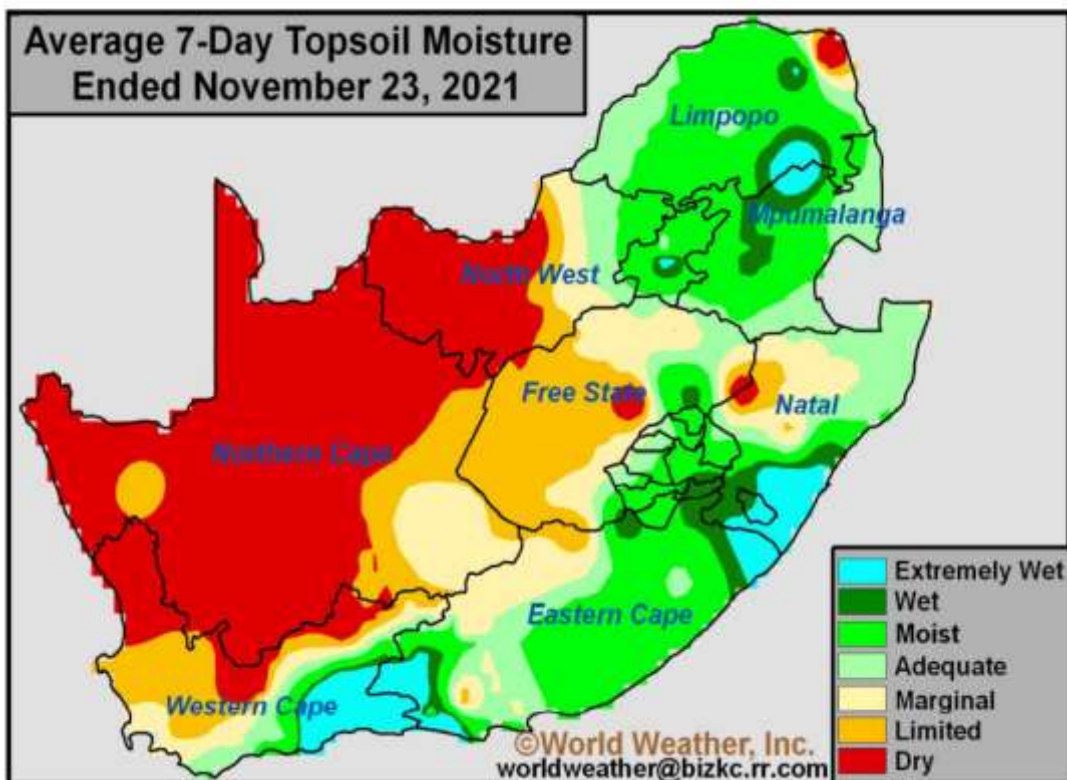 Average 7-Day Topsoil Moisture
Ended November 23, 2021
Limpopo
Mpumalanga
North West
Free State
Natal
Northern Cape
Eastern Cape
Western Cape
Extremely Wet
Wet
Moist
Adequate
Marginal
Limited
Dry
©World Weather, Inc.
worldweather@bizkc.rr.com